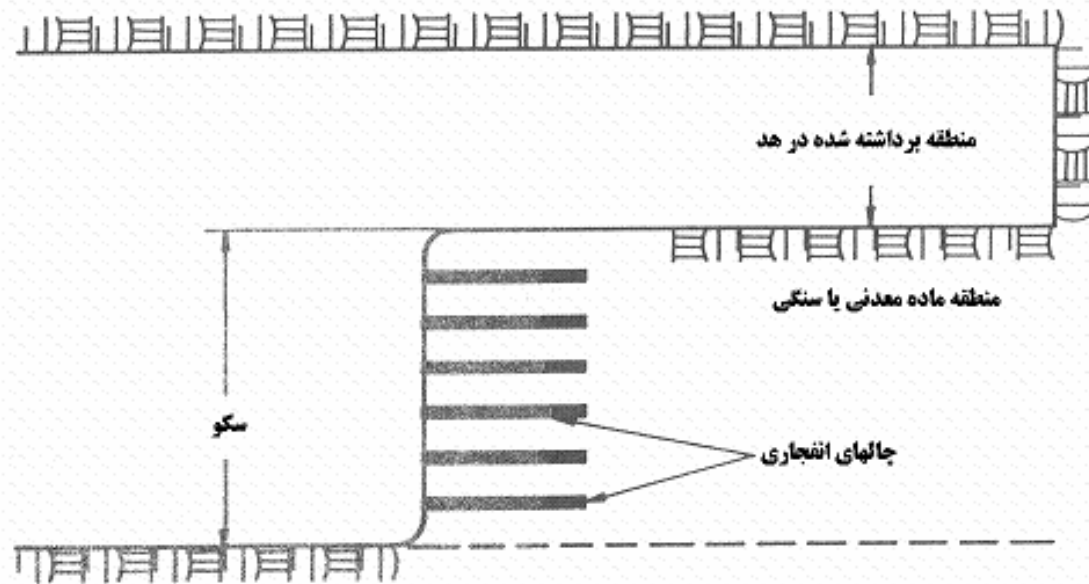 منطقه برداشته شده در هد
منطقه ماده معدنی یا سنگی
سکو
چالهای انفجاری